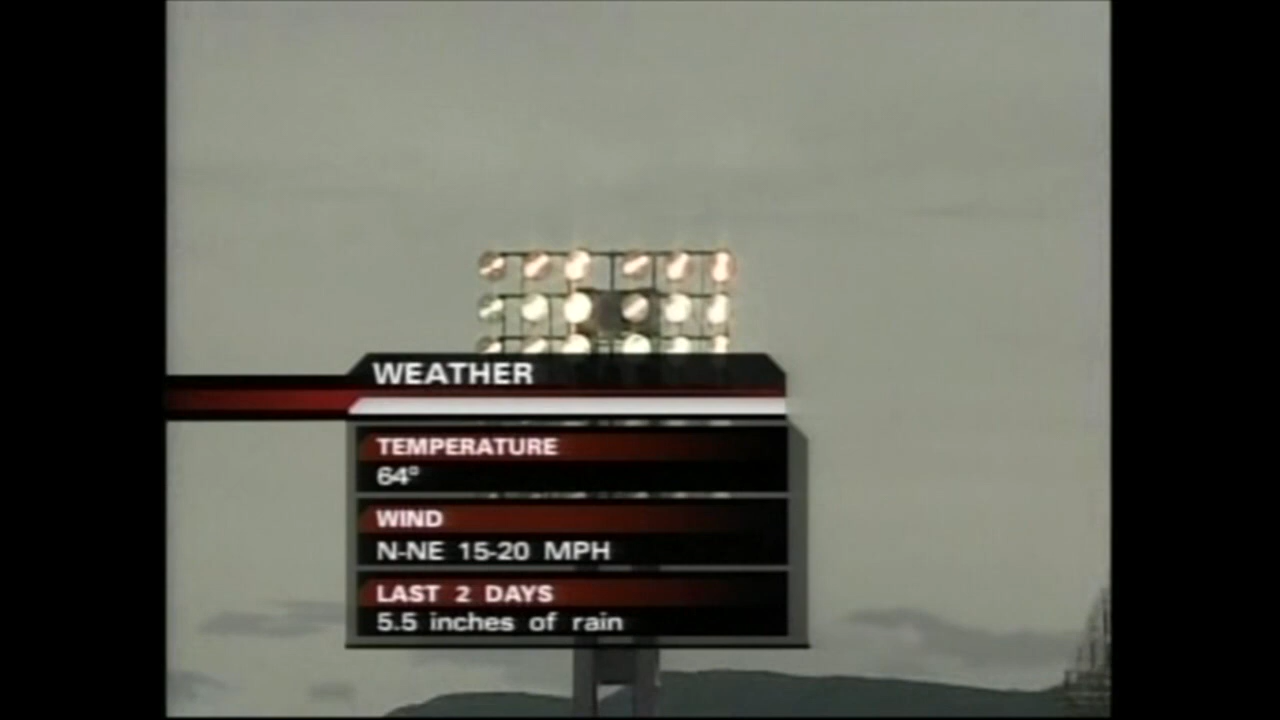 WEATHER
TEMPERATURE
64°
WIND
N-NE 15-20 MPH
LAST 2 DAYS
5.5 inches of rain